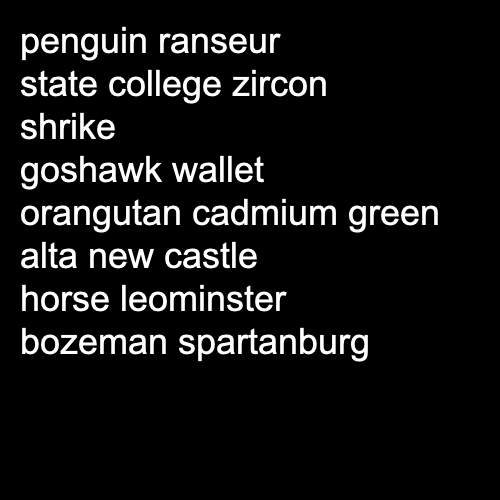 penguin ranseur
state college zircon
shrike
goshawk wallet
orangutan cadmium green
alta new castle
horse leominster
bozeman spartanburg